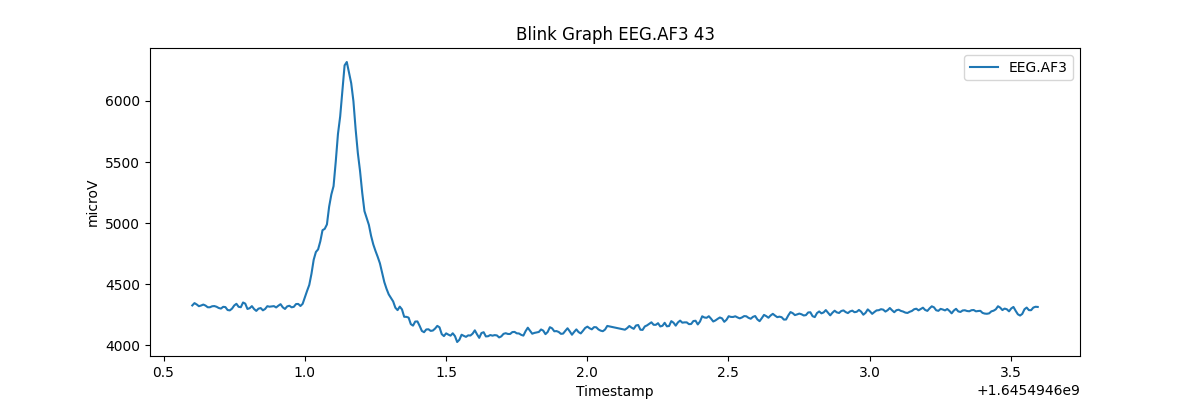 Blink Graph EEG.AF3 43
EEG.AF3
6000
5500
5000
4500
4000
microV
0.5 1.0 1.5 2.0 2.5 3.0 3.5
Timestamp
+1.6454946e9